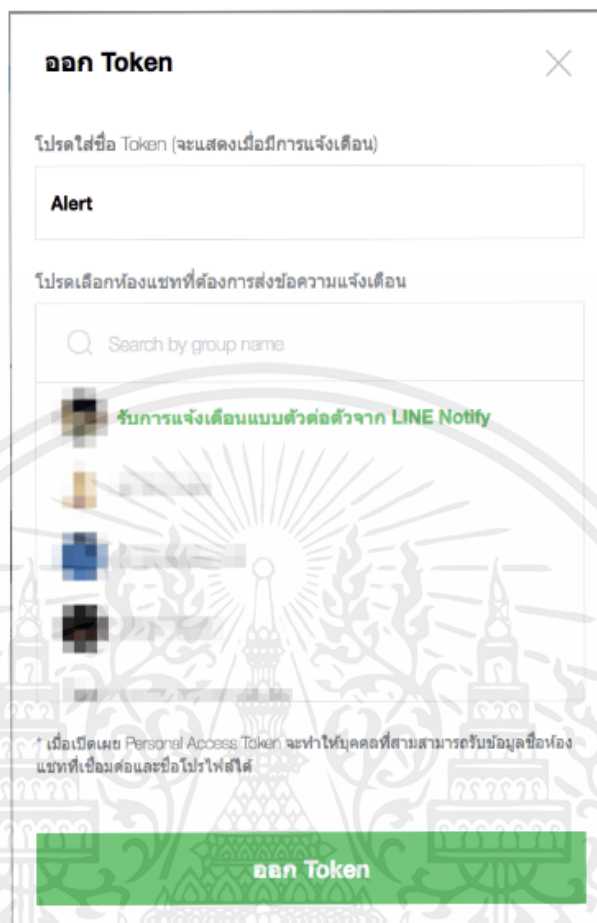 ออก Token
โปรดใส่ชื่อ Token (จะแสดงเมื่อมีการแจ้งเตือน)
Alert
โปรดเลือกห้องแชทที่ต้องการส่งข้อความแจ้งเตือน
Search by group name
รับการแจ้งเตือนแบบตัวต่อตัวจาก LINE Notify
* เมื่อเปิดเผย Personal Access Token จะทำให้บุคคลที่สามสามารถรับข้อมูลชื่อห้อง
แชทที่เชื่อมต่อและชื่อโปรไฟล์ได้
ออก Token